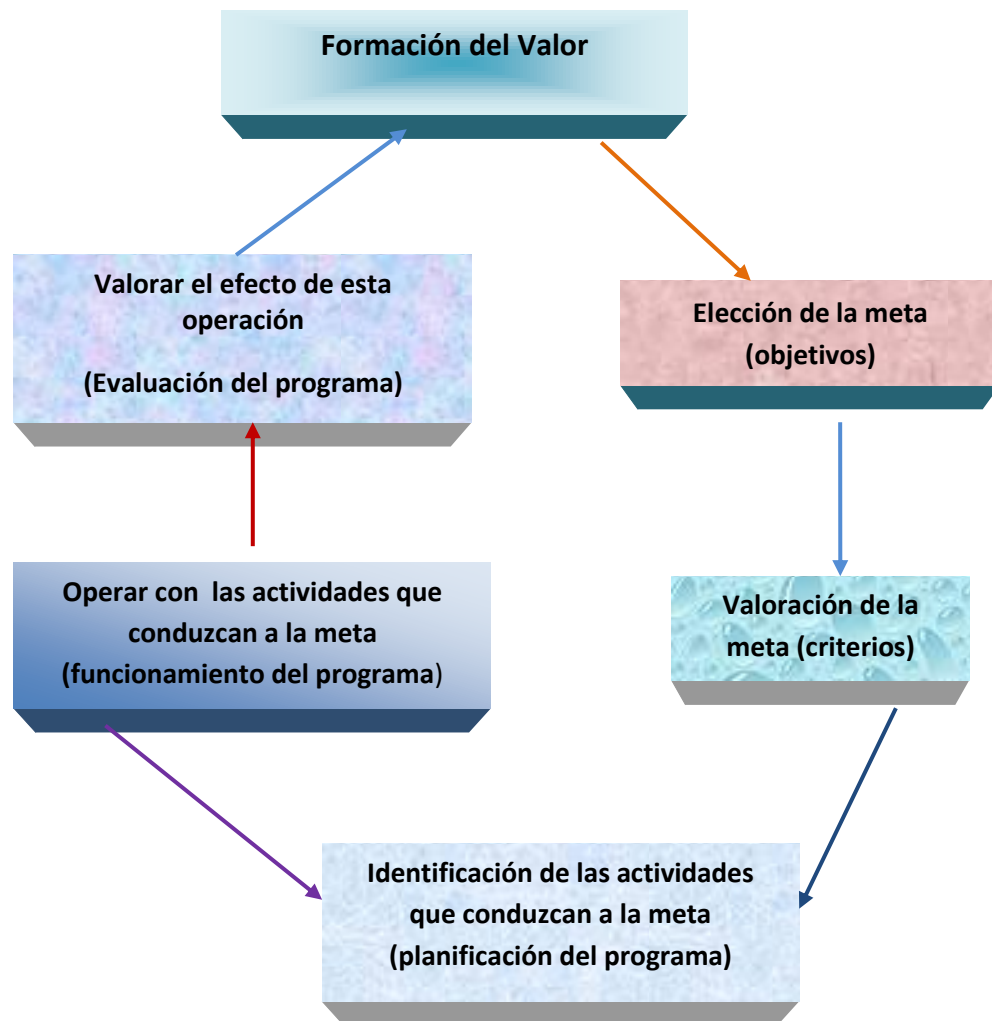 Formación del Valor
Valorar el efecto de esta
operación
(Evaluación del programa)
Elección de la meta
(objetivos)
Operar con  las actividades que
conduzcan a la meta
(funcionamiento del programa)
Valoración de la
meta (criterios)
Identificación de las actividades
que conduzcan a la meta
(planificación del programa)